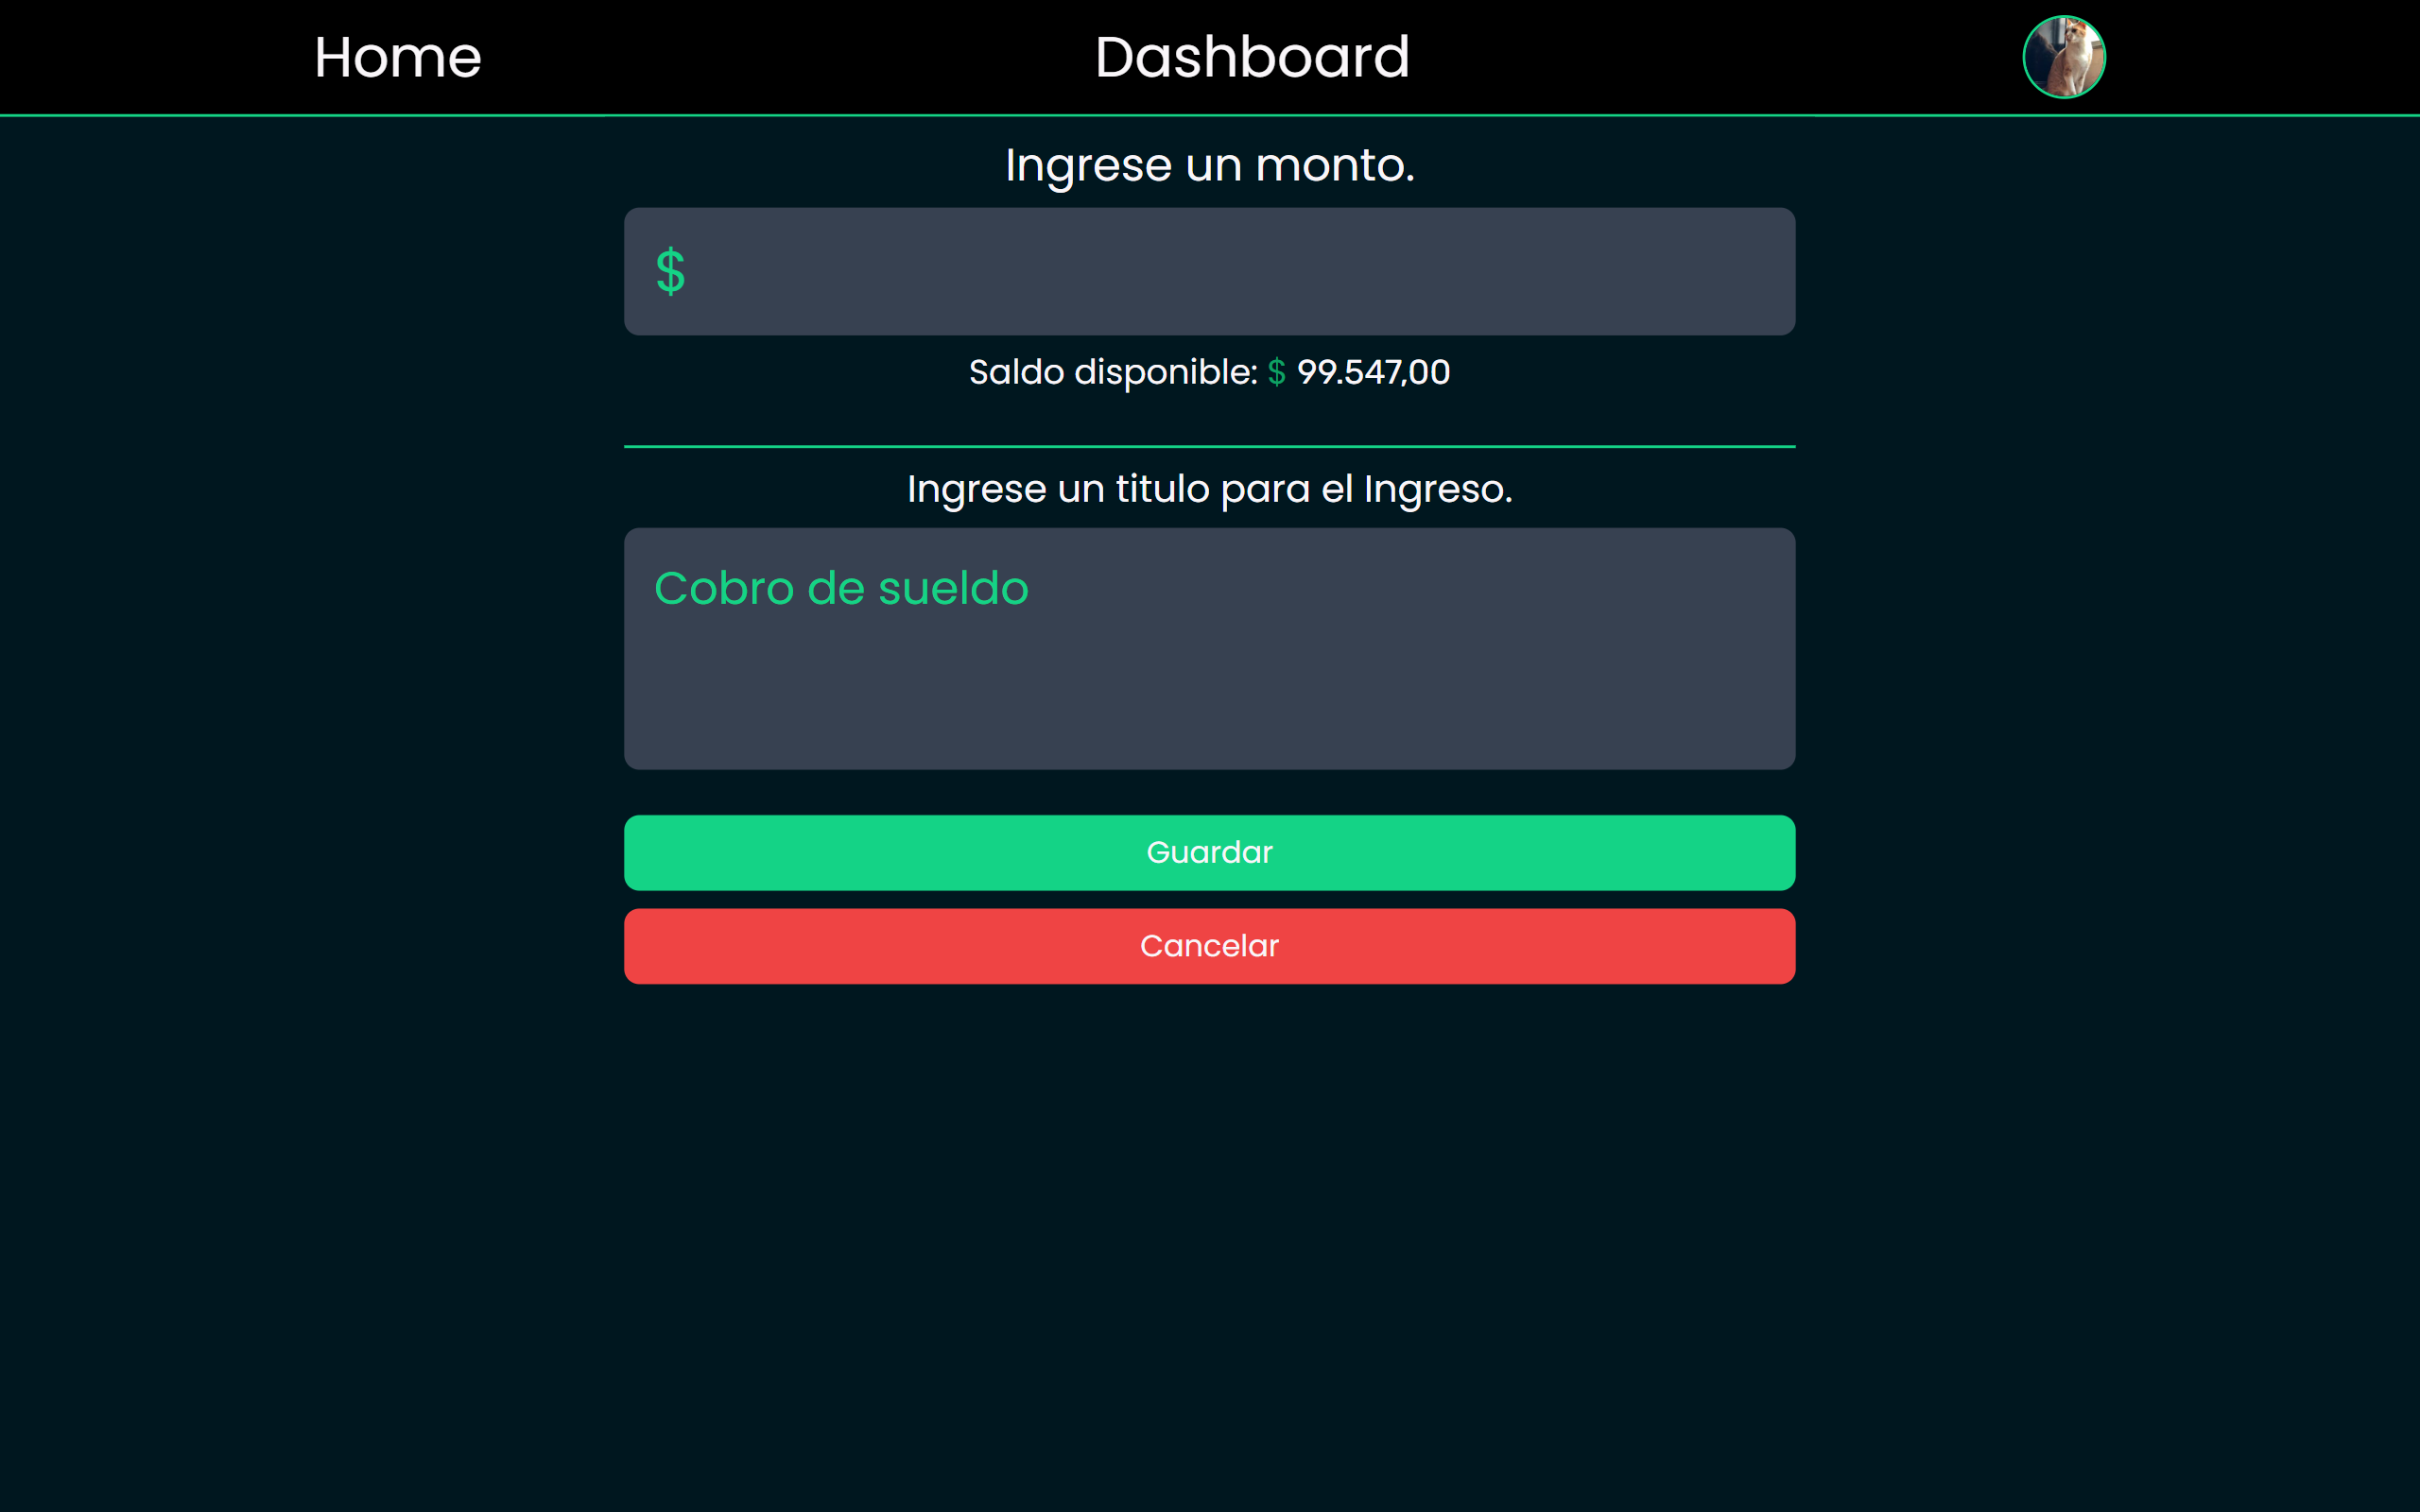 Home Dashboard
Ingrese un monto.
$
Saldo disponible: $ 99.547,00
Ingrese un titulo para el Ingreso.
Cobro de sueldo
Guardar
Cancelar